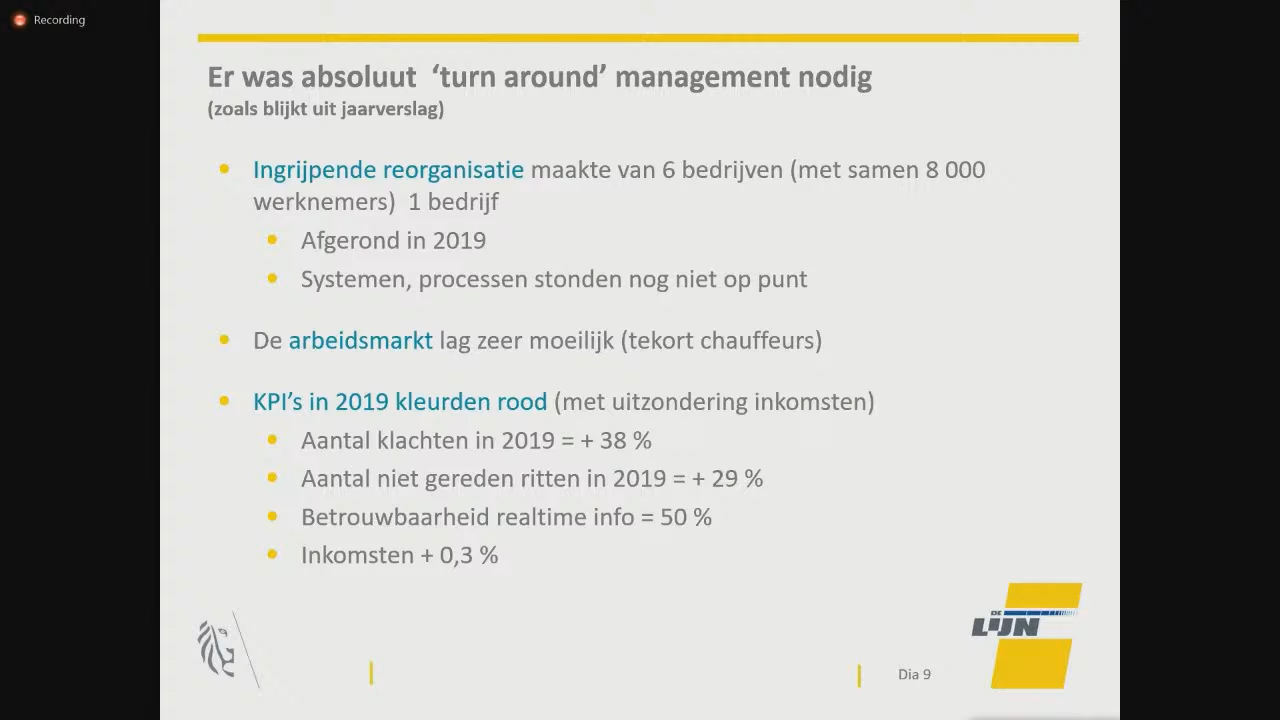 Recording
Er was absoluut ‘turn around’ management nodig
(zoals blijkt uit jaarverslag)
Ingrijpende reorganisatie maakte van 6 bedrijven (met samen 8 000
werknemers) 1 bedrijf
Afgerond in 2019
Systemen, processen stonden nog niet op punt
De arbeidsmarkt lag zeer moeilijk (tekort chauffeurs)
KPI’s in 2019 kleurden rood (met uitzondering inkomsten)
Aantal klachten in 2019 = + 38 %
Aantal niet gereden ritten in 2019 = + 29 %
Betrouwbaarheid realtime info = 50 %
Inkomsten + 0,3 %
DE
LIJN
Dia 9